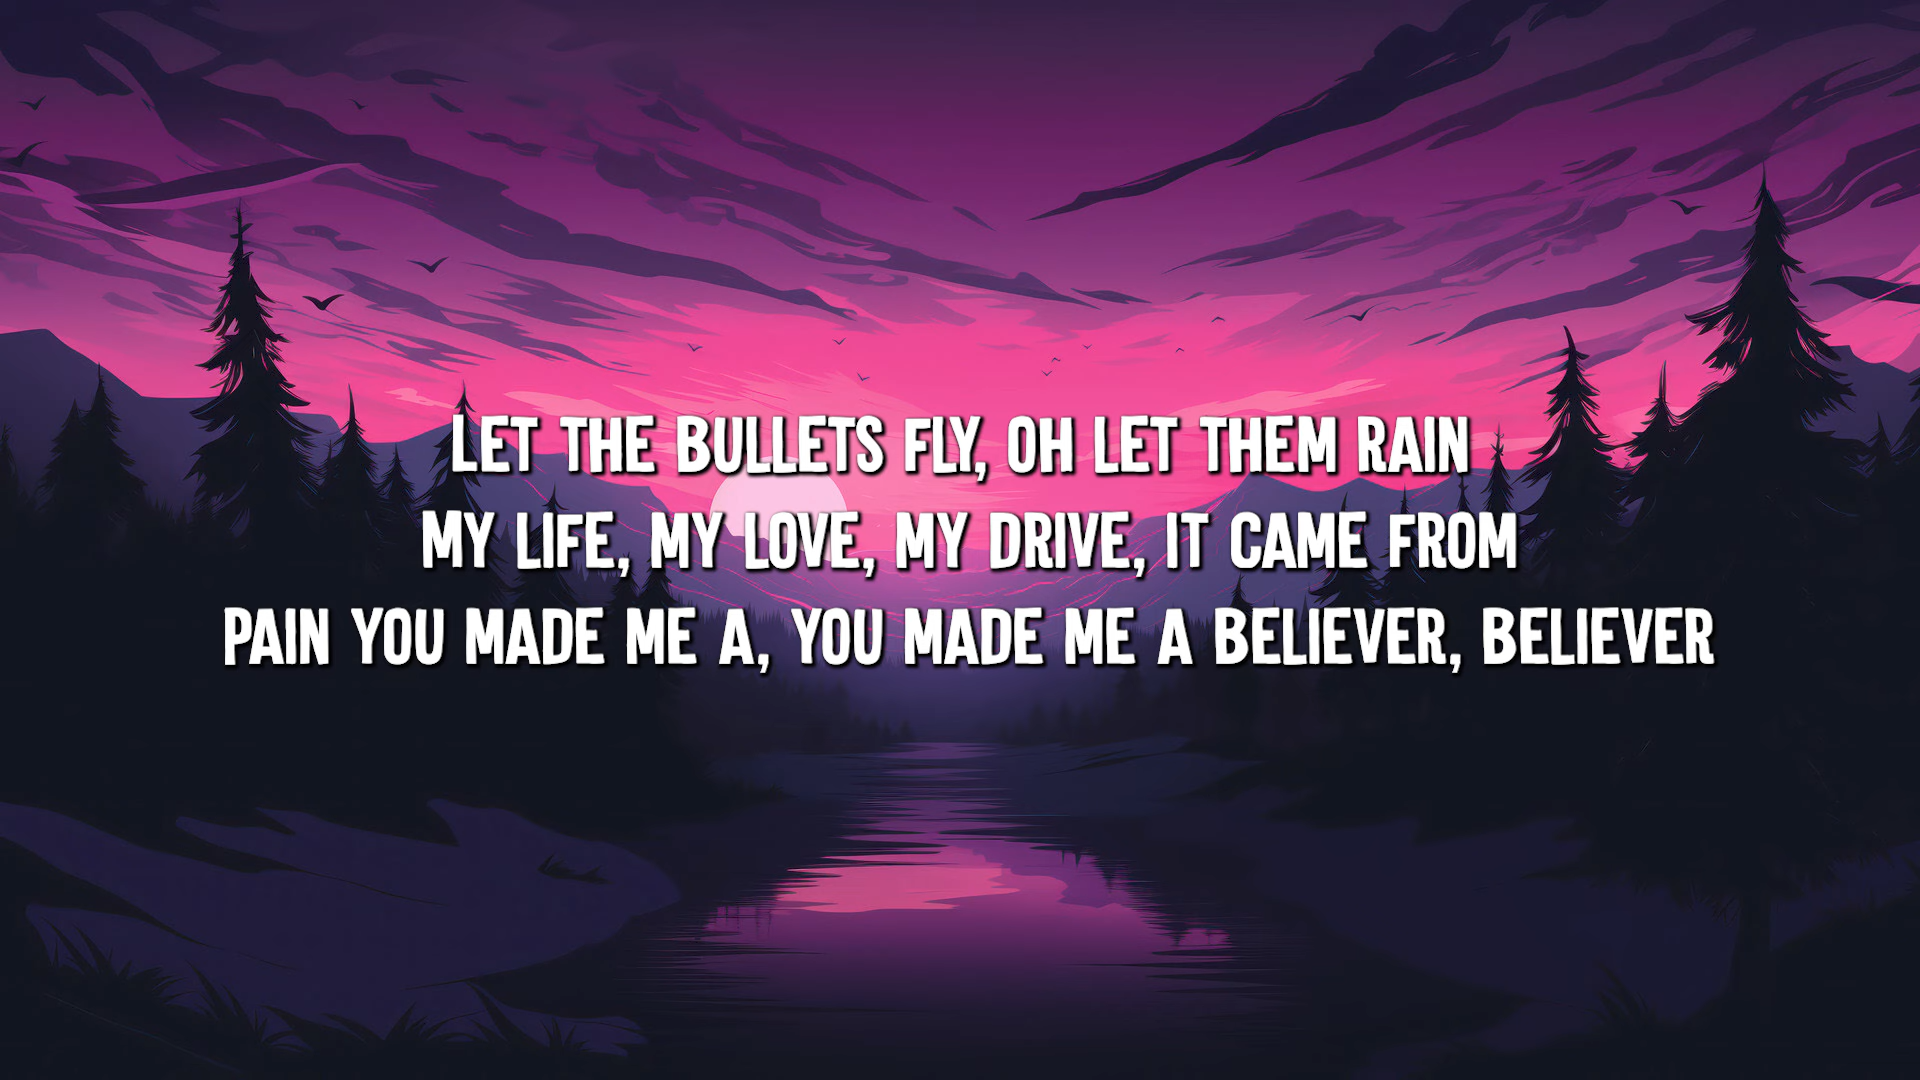 LET THE BULLETS FLY, OH LET THEM RAIN
MY LIFE, MY LOVE, MY DRIVE, IT CAME FROM
PAIN YOU MADE ME A, YOU MADE ME A BELIEVER, BELIEVER